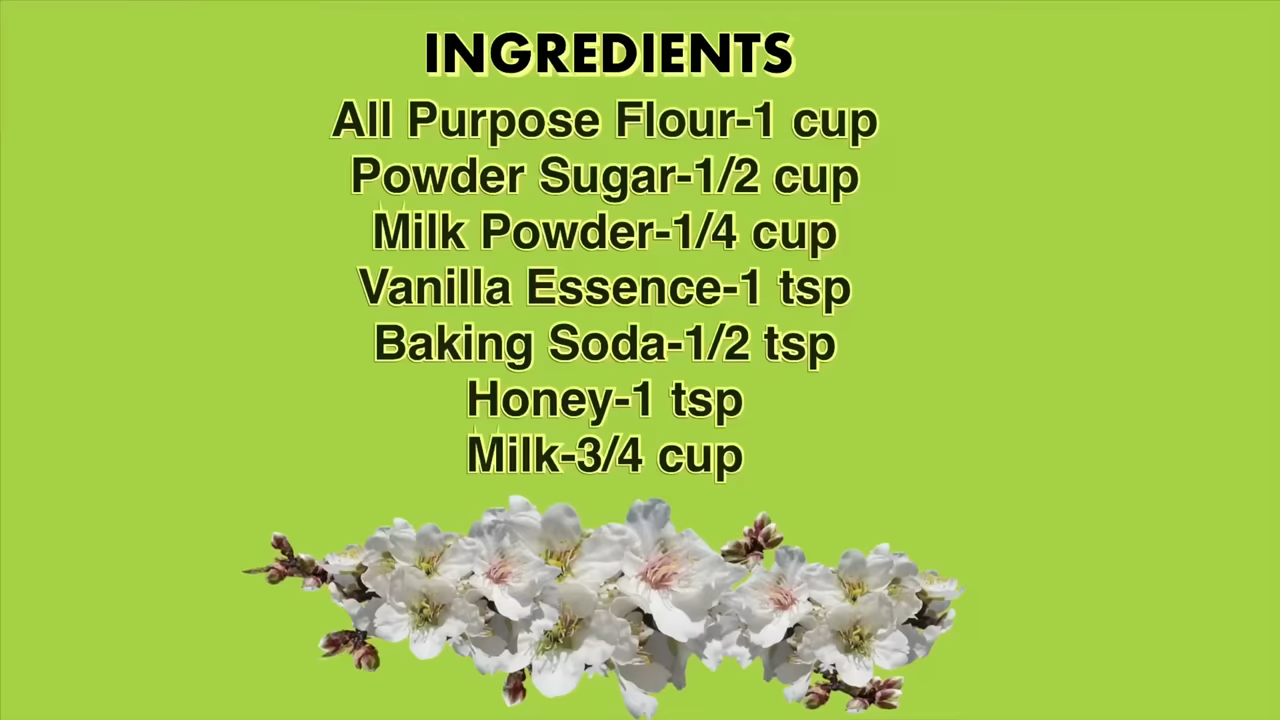 INGREDIENTS
All Purpose Flour-1 cup
Powder Sugar-1/2 cup
Milk Powder-1/4 cup
Vanilla Essence-1 tsp
Baking Soda-1/2 tsp
Honey-1 tsp
Milk-3/4 cup